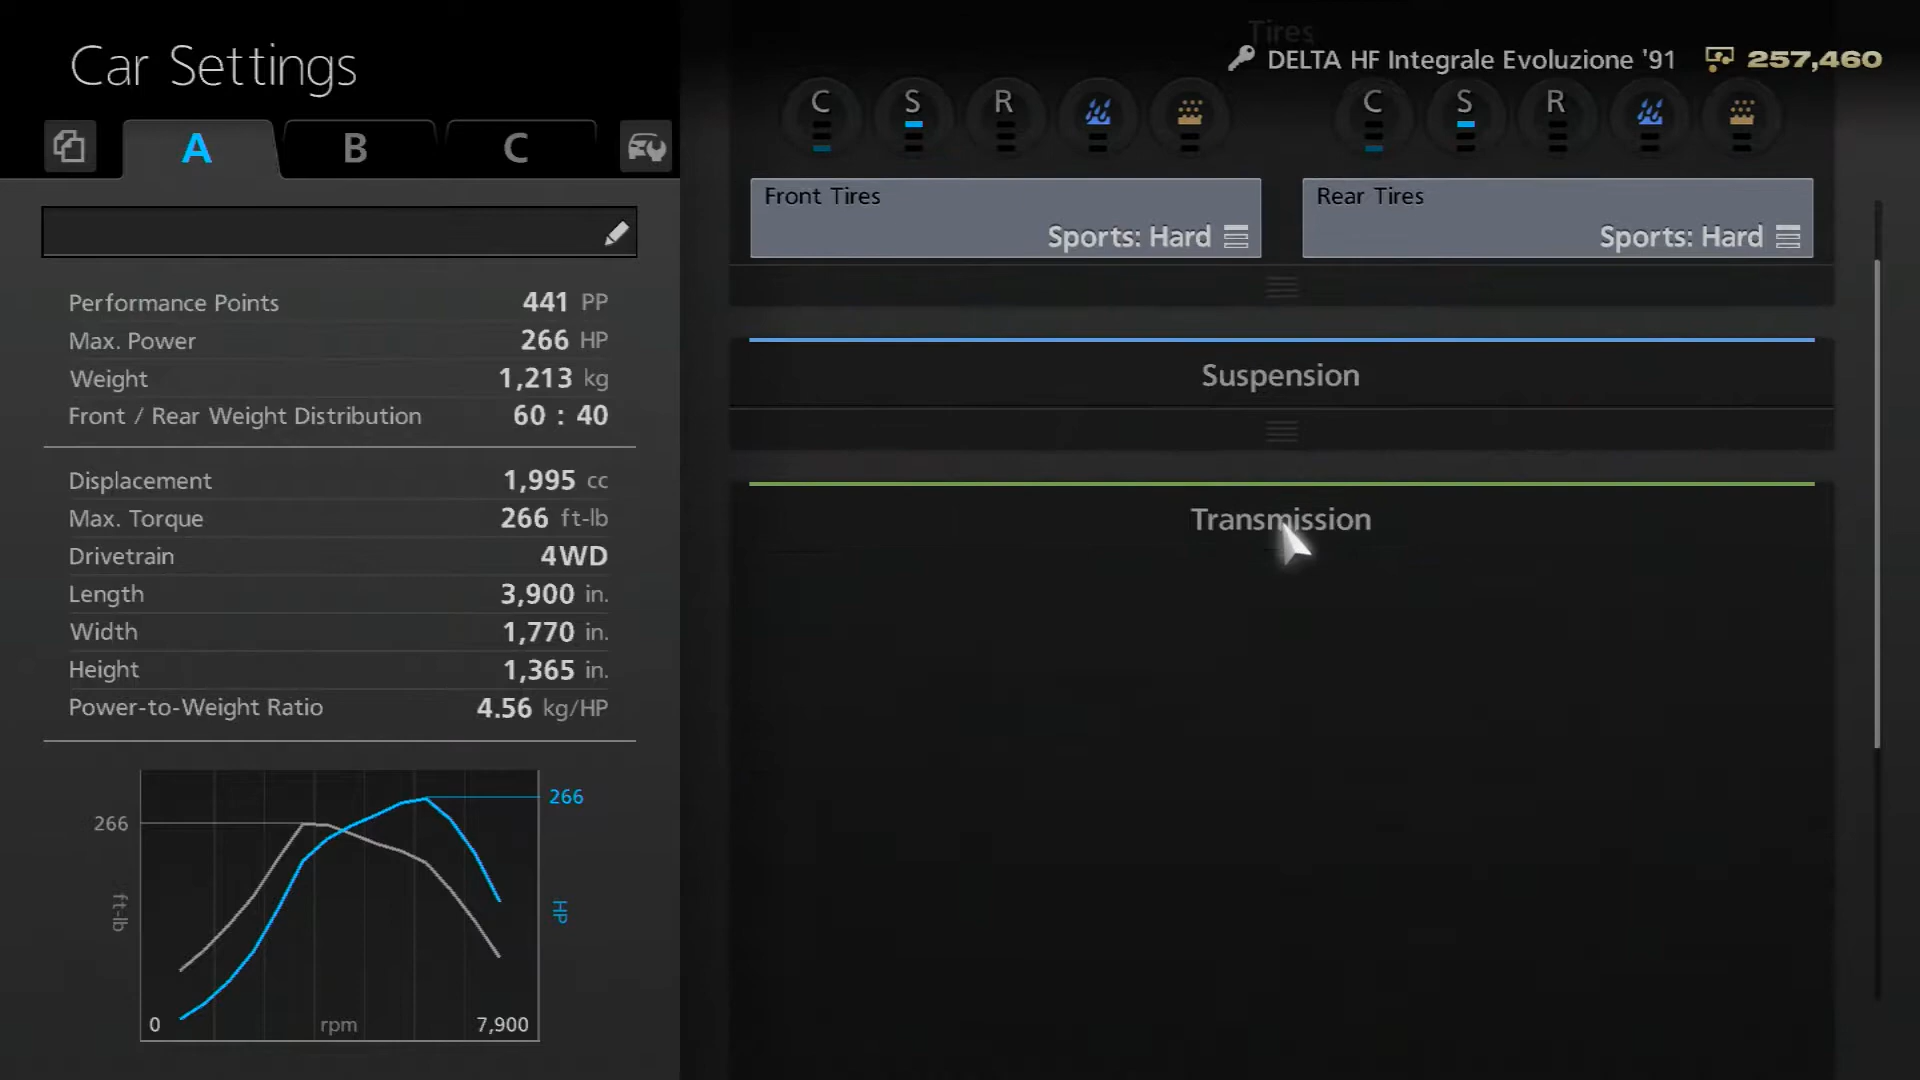 Car Settings
A
B
C
Performance Points 441 PP
Max. Power 266 HP
Weight 1,213 kg
Front / Rear Weight Distribution 60 : 40
Displacement 1,995 cc
Max. Torque 266 ft-lb
Drivetrain 4WD
Length 3,900 in.
Width 1,770 in.
Height 1,365 in.
Power-to-Weight Ratio 4.56 kg/HP
266
266
ft-lb
HP
0 rpm 7,900
Tires
DELTA HF Integrale Evoluzione '91 257,460
C S R C S R
Front Tires
Sports: Hard
Rear Tires
Sports: Hard
Suspension
Transmission